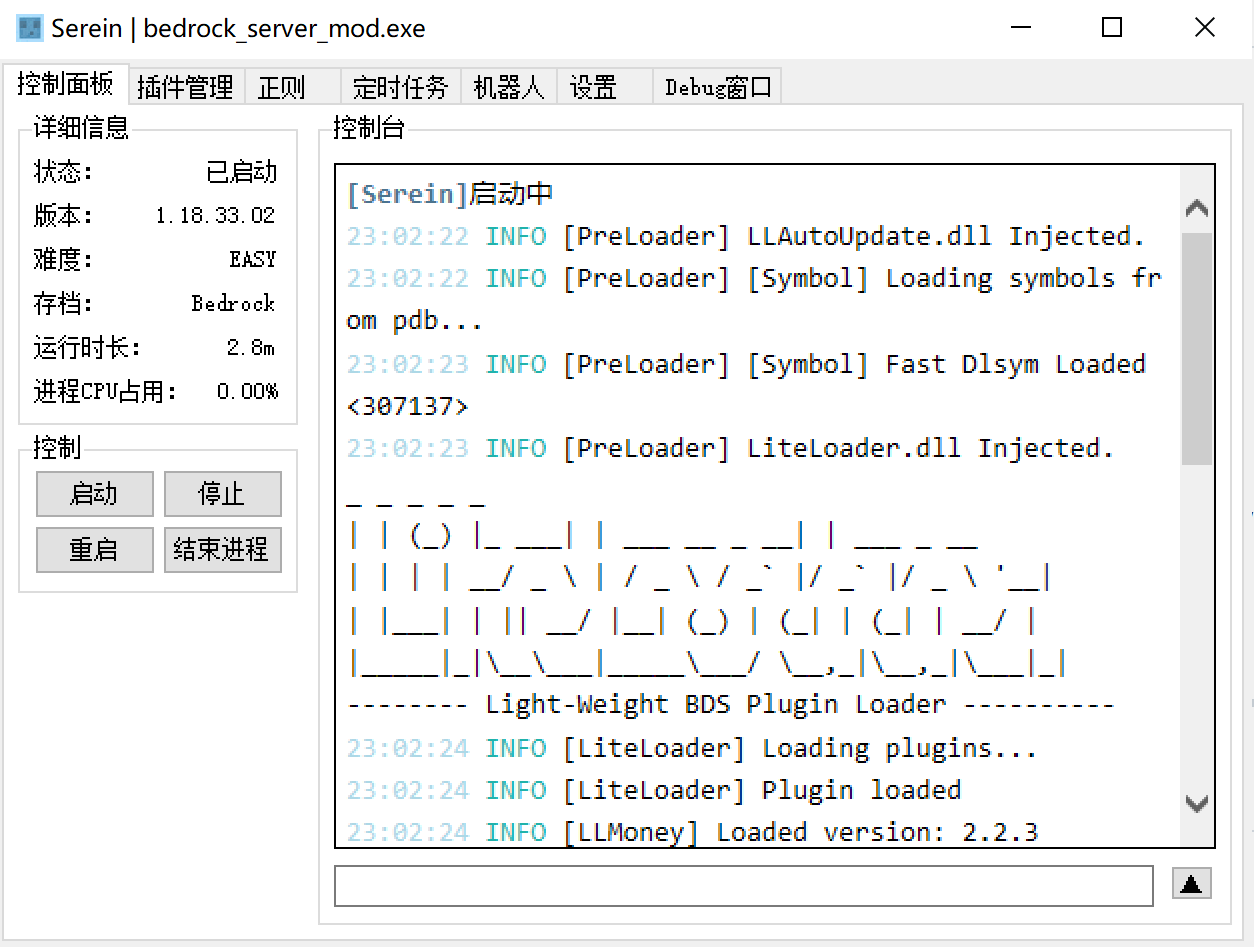 Serein | bedrock_server_mod.exe
控制面板 插件管理 正则 定时任务 机器人 设置 Debug窗口
详细信息
状态： 已启动
版本： 1.18.33.02
难度： EASY
存档： Bedrock
运行时长： 2.8m
进程CPU占用： 0.00%
控制
启动 停止
重启 结束进程
控制台
[Serein]启动中
23:02:22 INFO [PreLoader] LLAutoUpdate.dll Injected.
23:02:22 INFO [PreLoader] [Symbol] Loading symbols fr
om pdb...
23:02:23 INFO [PreLoader] [Symbol] Fast Dlsym Loaded
<307137>
23:02:23 INFO [PreLoader] LiteLoader.dll Injected.
_ _ _ _ _
| | (_) |_ ___| | ___ __ _ __| | ___ _ __
| | | | __/ _ \ | / _ \ / _` |/ _` |/ _ \ '__|
| |___| | || __/ |__| (_) | (_| | (_| | __/ |
|_____|_|\__\___|_____\___/ \__,_|\__,_|\___|_|
-------- Light-Weight BDS Plugin Loader ----------
23:02:24 INFO [LiteLoader] Loading plugins...
23:02:24 INFO [LiteLoader] Plugin loaded
23:02:24 INFO [LLMoney] Loaded version: 2.2.3
▲